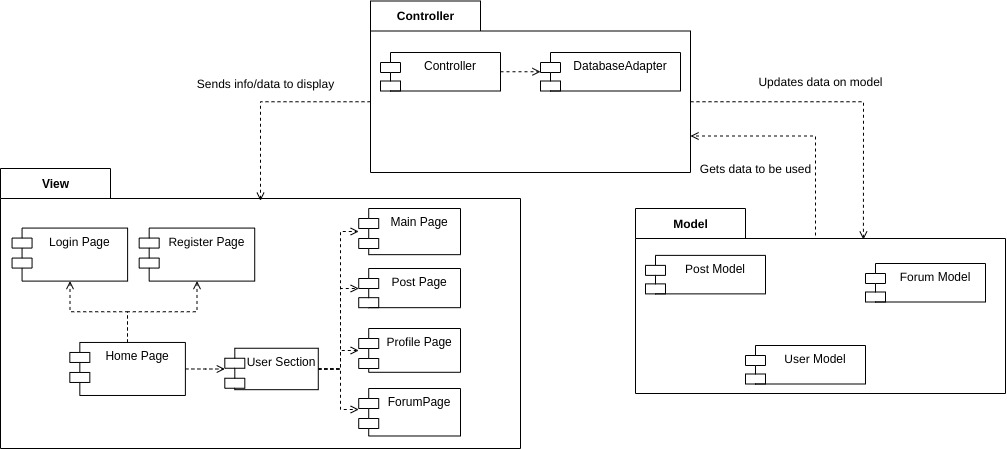 Controller
Controller
DatabaseAdapter
Sends info/data to display
Updates data on model
Gets data to be used
View
Login Page
Register Page
Main Page
Post Page
Home Page
User Section
Profile Page
ForumPage
Model
Post Model
Forum Model
User Model